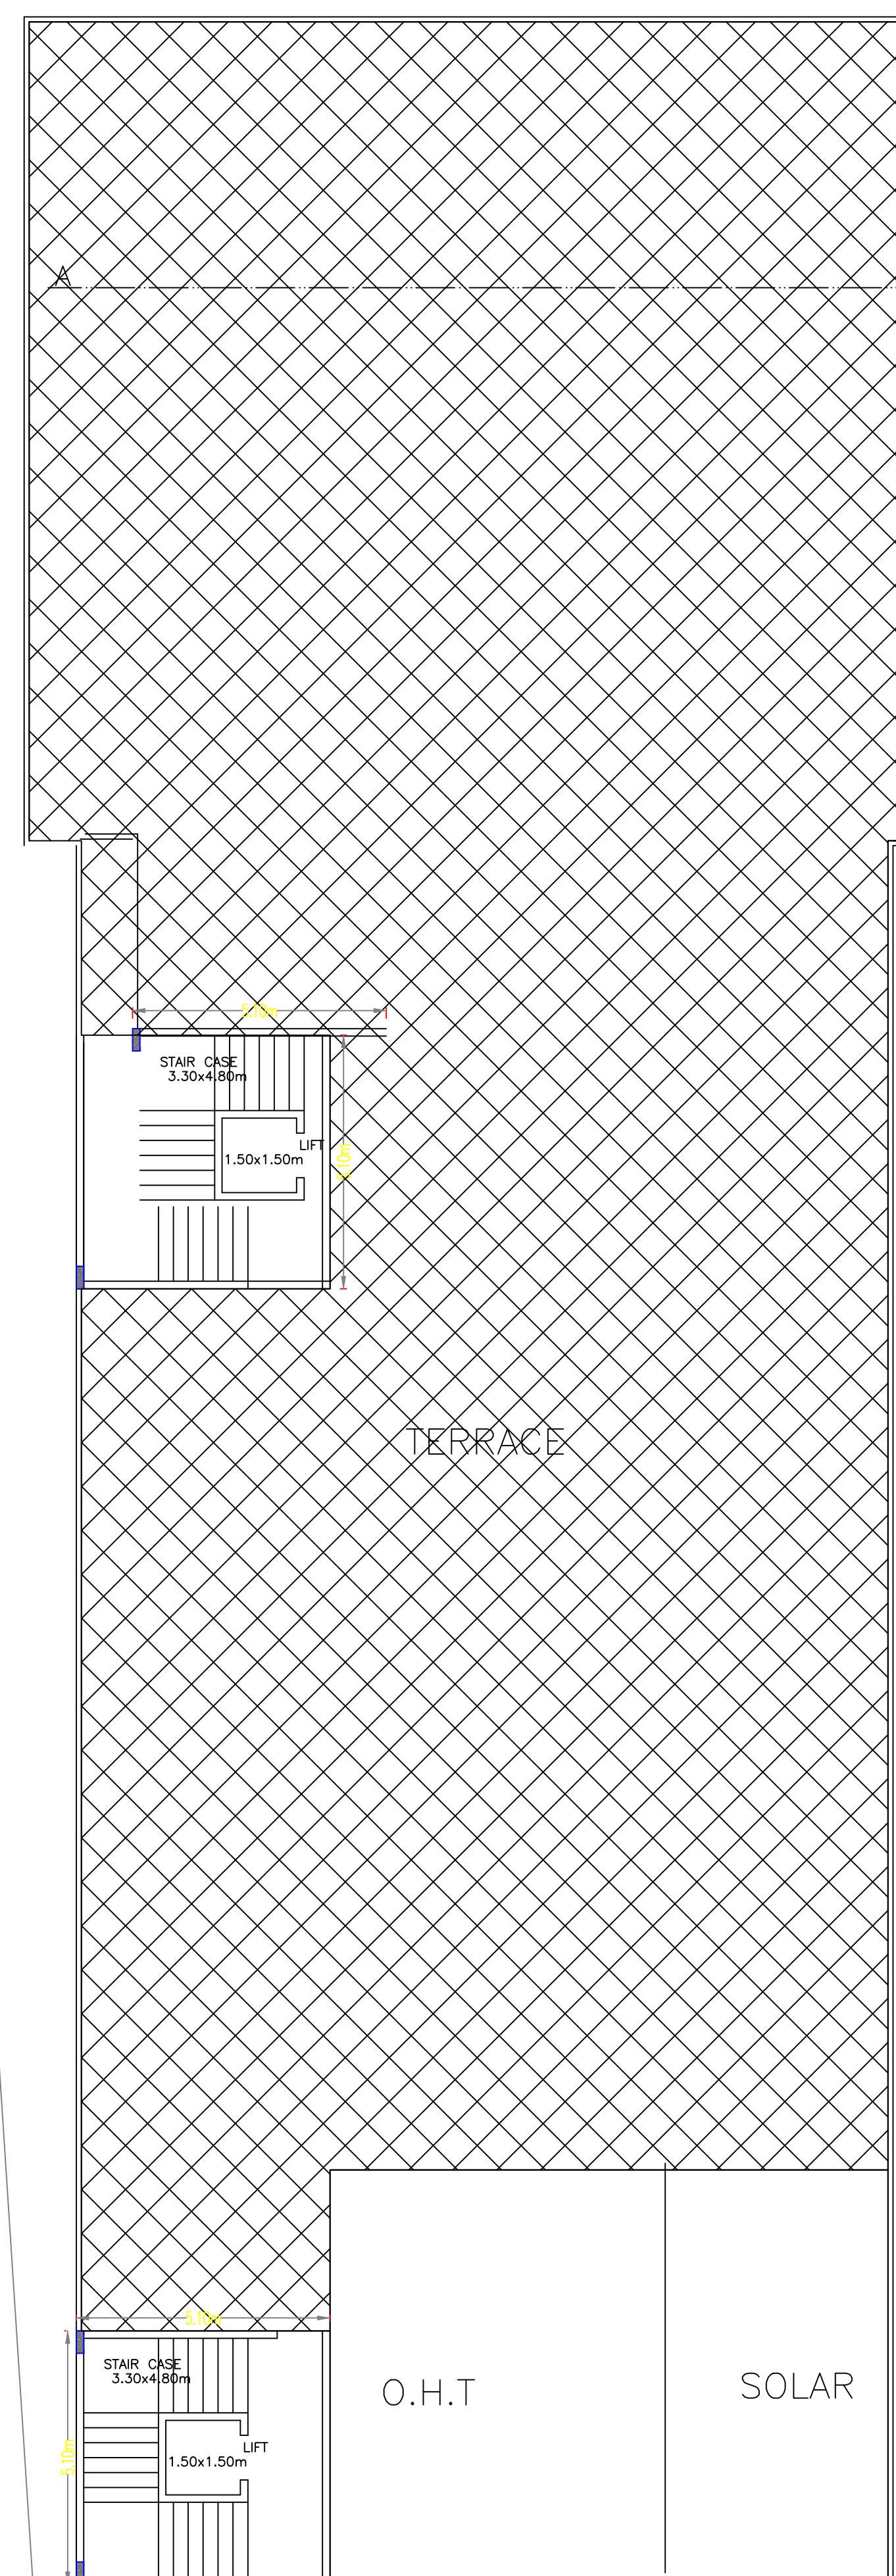 A
5.10m
STAIR CASE
3.30x4.80m
LIFT
1.50x1.50m
5.10m
TERRACE
5.10m
STAIR CASE
3.30x4.80m
O.H.T
SOLAR
LIFT
1.50x1.50m
5.10m